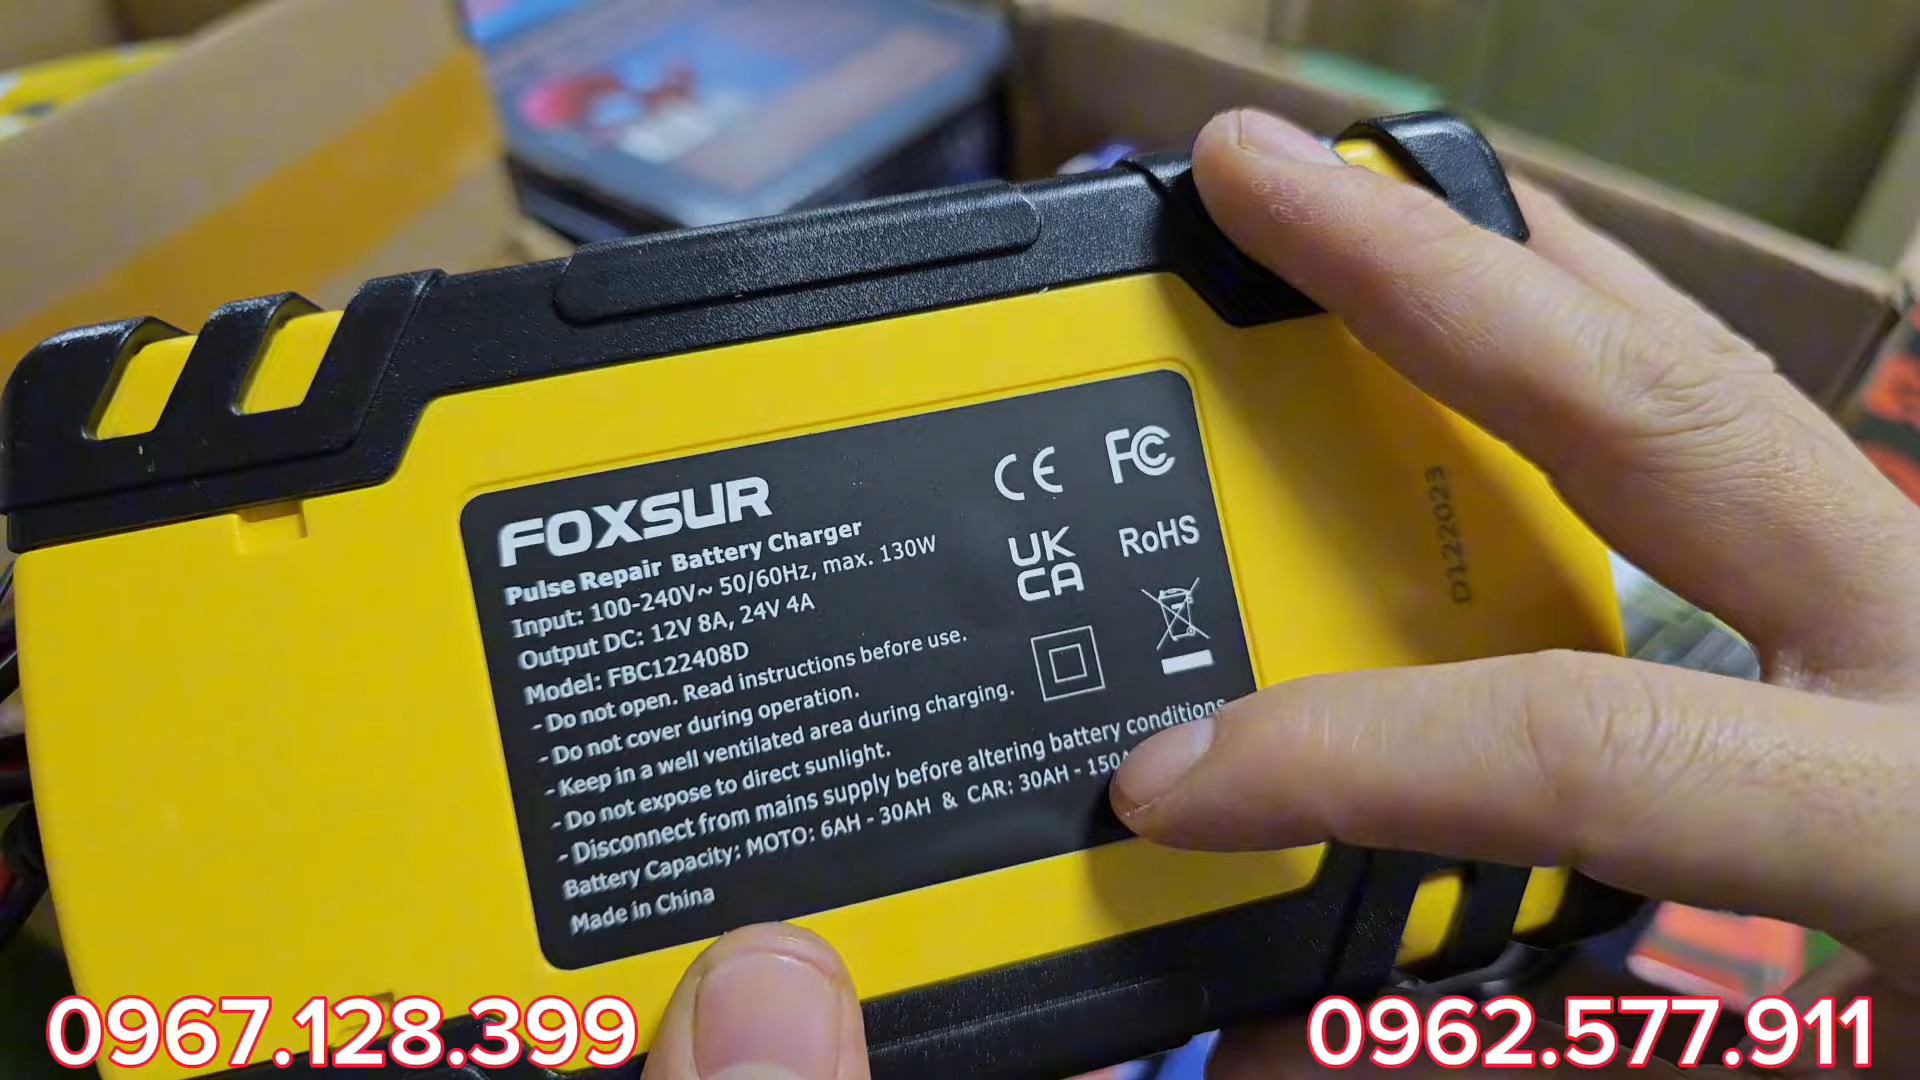 FOXSUR
Pulse Repair Battery Charger
Input: 100-240V~ 50/60Hz, max. 130W
Output DC: 12V 8A, 24V 4A
Model: FBC122408D
- Do not open. Read instructions before use.
- Do not cover during operation.
- Keep in a well ventilated area during charging.
- Do not expose to direct sunlight.
- Disconnect from mains supply before altering battery conditions
Battery Capacity: MOTO: 6AH - 30AH & CAR: 30AH - 150A
Made in China
CE
FC
UK
CA
RoHS
D122023
0967.128.399
0962.577.911